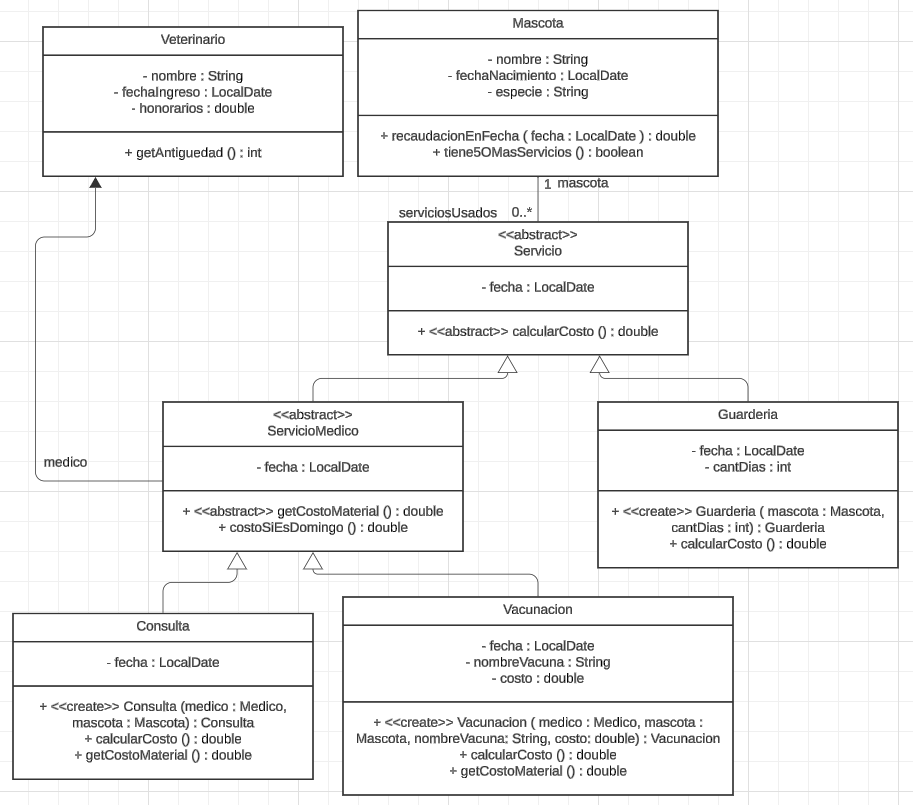 Veterinario
- nombre : String
- fechaIngreso : LocalDate
- honorarios : double
+ getAntiguedad () : int
Mascota
- nombre : String
- fechaNacimiento : LocalDate
- especie : String
+ recaudacionEnFecha ( fecha : LocalDate ) : double
+ tiene5OMasServicios () : boolean
1 mascota
serviciosUsados 0..*
<<abstract>>
Servicio
- fecha : LocalDate
+ <<abstract>> calcularCosto () : double
medico
<<abstract>>
ServicioMedico
- fecha : LocalDate
+ <<abstract>> getCostoMaterial () : double
+ costoSiEsDomingo () : double
Guarderia
- fecha : LocalDate
- cantDias : int
+ <<create>> Guarderia ( mascota : Mascota,
cantDias : int) : Guarderia
+ calcularCosto () : double
Consulta
- fecha : LocalDate
+ <<create>> Consulta (medico : Medico,
mascota : Mascota) : Consulta
+ calcularCosto () : double
+ getCostoMaterial () : double
Vacunacion
- fecha : LocalDate
- nombreVacuna : String
- costo : double
+ <<create>> Vacunacion ( medico : Medico, mascota :
Mascota, nombreVacuna: String, costo: double) : Vacunacion
+ calcularCosto () : double
+ getCostoMaterial () : double